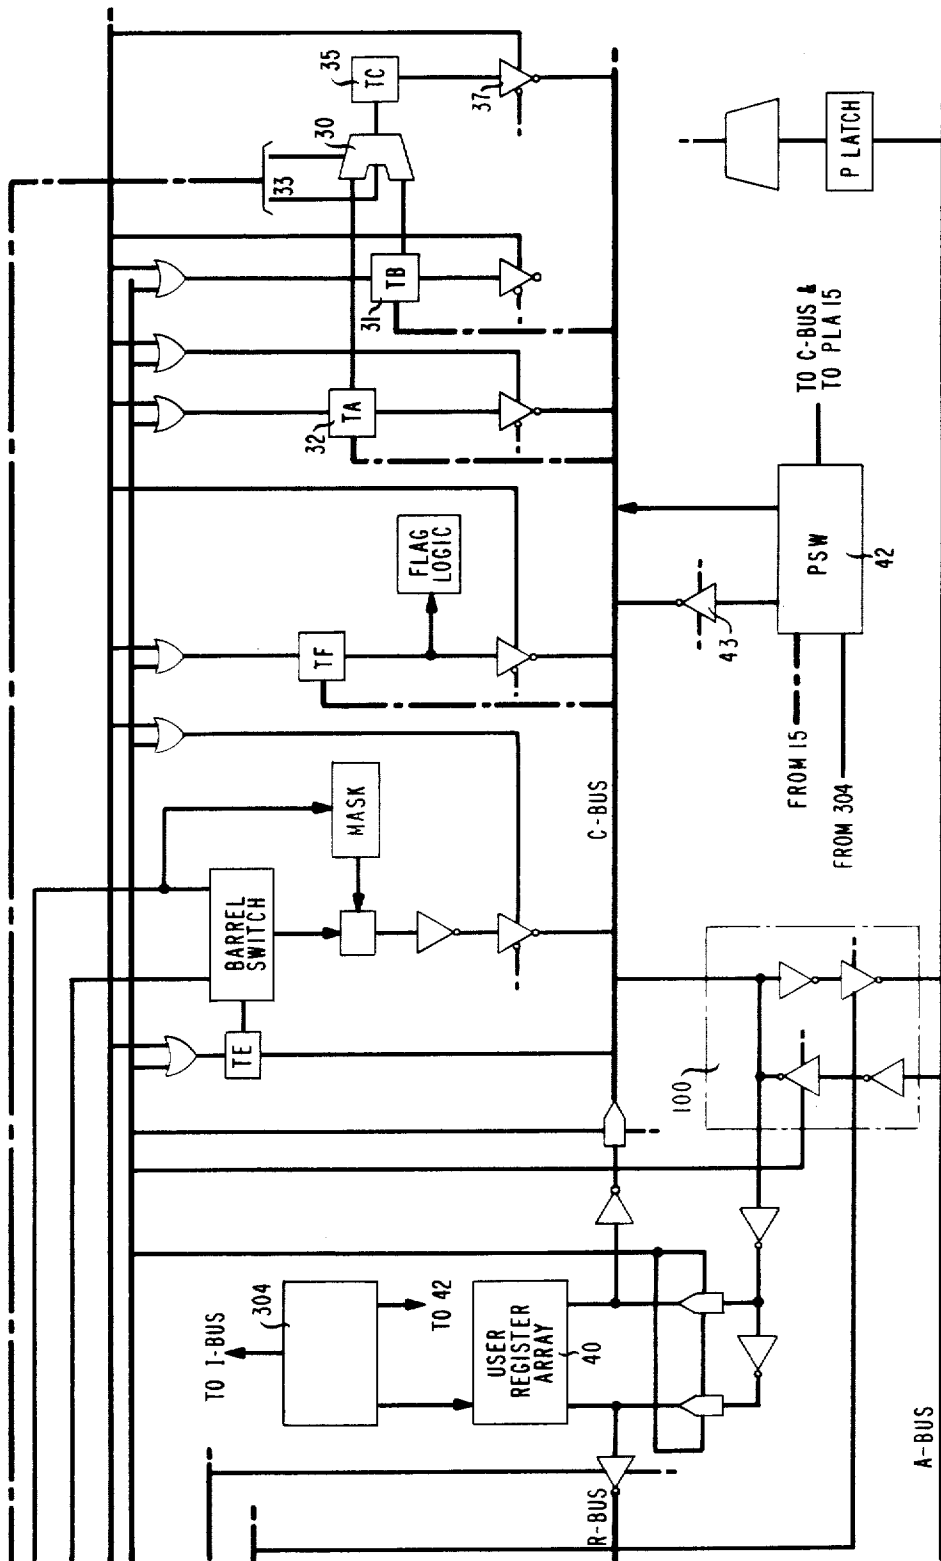 35
TC
37
30
33
TB
31
TA
32
P LATCH
TO C-BUS &
TO PLA 15
FLAG
LOGIC
TF
PSW
42
43
FROM 15
FROM 304
MASK
C-BUS
BARREL
SWITCH
TE
100
TO I-BUS
304
TO 42
USER
REGISTER
ARRAY
40
R-BUS
A-BUS